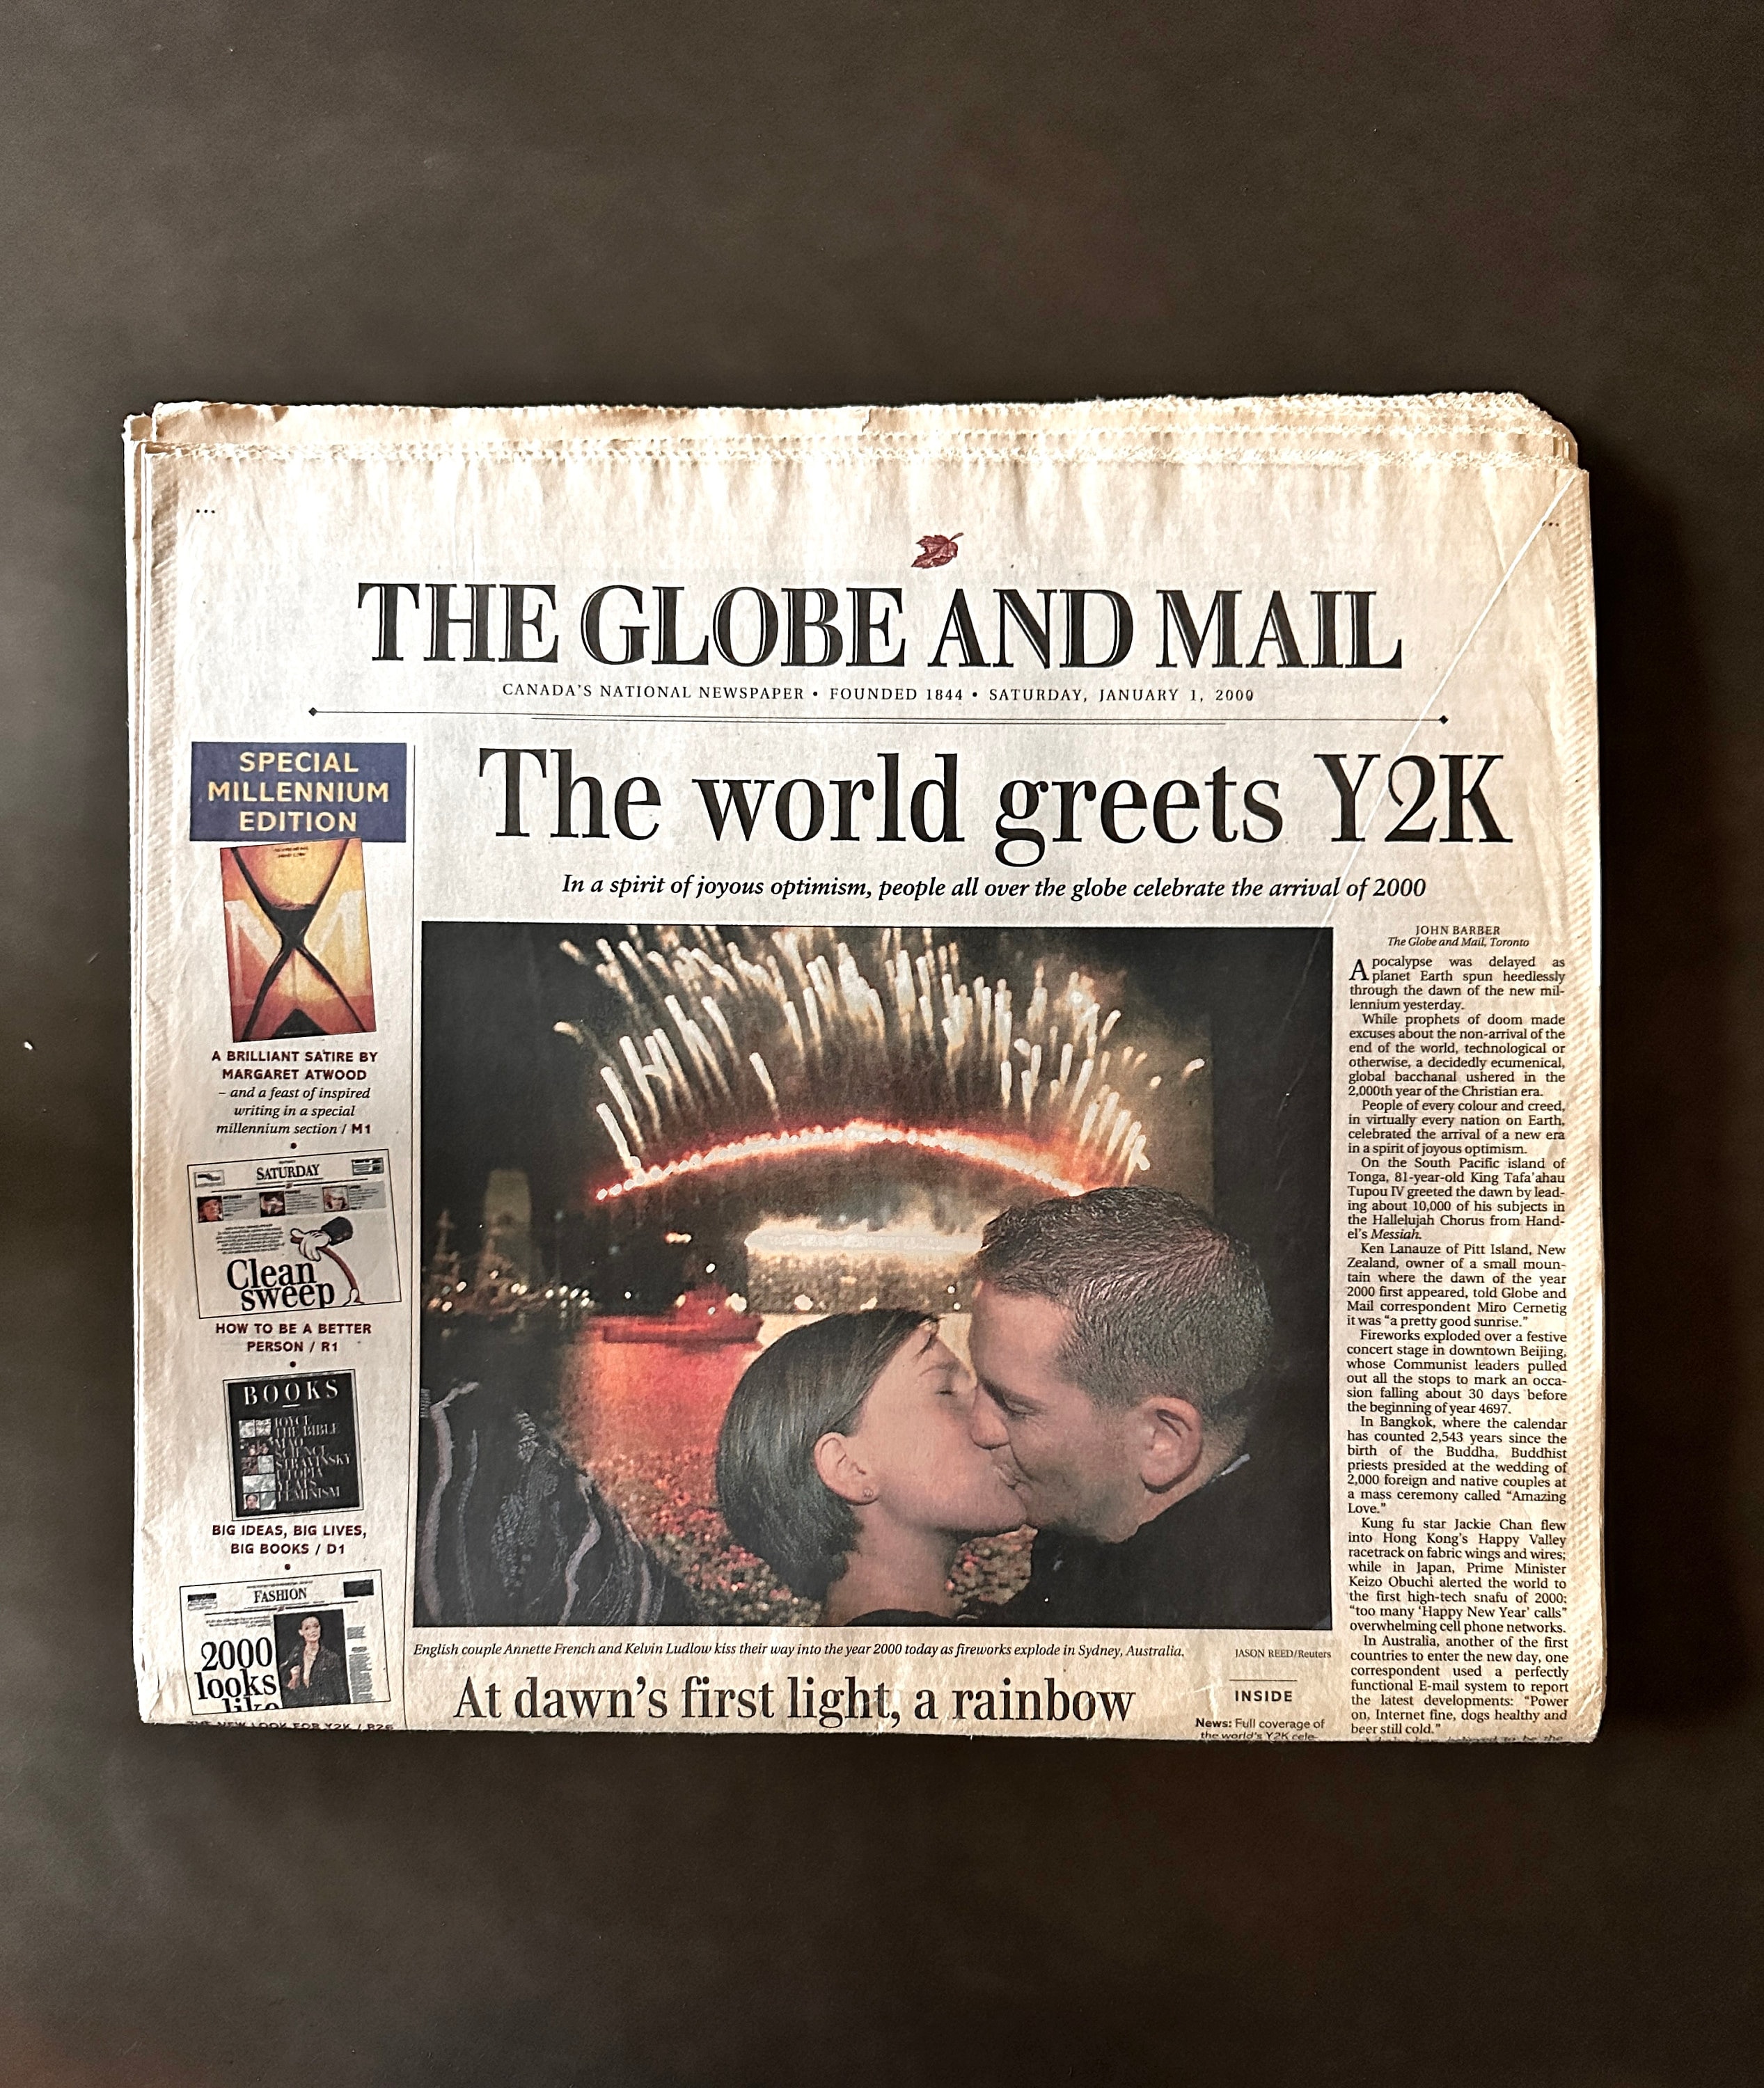 THE GLOBE AND MAIL
CANADA'S NATIONAL NEWSPAPER • FOUNDED 1844 • SATURDAY, JANUARY 1, 2000
SPECIAL
MILLENNIUM
EDITION
A BRILLIANT SATIRE BY
MARGARET ATWOOD
– and a feast of inspired
writing in a special
millennium section / M1
•
SATURDAY
Clean
sweep
HOW TO BE A BETTER
PERSON / R1
•
BOOKS
JOYCE
THE BIBLE
MAO
STRAVINSKY
UTOPIA
YEATS
FEMINISM
BIG IDEAS, BIG LIVES,
BIG BOOKS / D1
•
FASHION
2000
looks
like
THE NEW LOOK FOR Y2K / R26
The world greets Y2K
In a spirit of joyous optimism, people all over the globe celebrate the arrival of 2000
English couple Annette French and Kelvin Ludlow kiss their way into the year 2000 today as fireworks explode in Sydney, Australia.
JASON REED/Reuters
At dawn's first light, a rainbow
INSIDE
News: Full coverage of
the world's Y2K cele-
JOHN BARBER
The Globe and Mail, Toronto
Apocalypse was delayed as
planet Earth spun heedlessly
through the dawn of the new mil-
lennium yesterday.
While prophets of doom made
excuses about the non-arrival of the
end of the world, technological or
otherwise, a decidedly ecumenical,
global bacchanal ushered in the
2,000th year of the Christian era.
People of every colour and creed,
in virtually every nation on Earth,
celebrated the arrival of a new era
in a spirit of joyous optimism.
On the South Pacific island of
Tonga, 81-year-old King Tafa'ahau
Tupou IV greeted the dawn by lead-
ing about 10,000 of his subjects in
the Hallelujah Chorus from Hand-
el's Messiah.
Ken Lanauze of Pitt Island, New
Zealand, owner of a small moun-
tain where the dawn of the year
2000 first appeared, told Globe and
Mail correspondent Miro Cernetig
it was "a pretty good sunrise."
Fireworks exploded over a festive
concert stage in downtown Beijing,
whose Communist leaders pulled
out all the stops to mark an occa-
sion falling about 30 days before
the beginning of year 4697.
In Bangkok, where the calendar
has counted 2,543 years since the
birth of the Buddha, Buddhist
priests presided at the wedding of
2,000 foreign and native couples at
a mass ceremony called "Amazing
Love."
Kung fu star Jackie Chan flew
into Hong Kong's Happy Valley
racetrack on fabric wings and wires;
while in Japan, Prime Minister
Keizo Obuchi alerted the world to
the first high-tech snafu of 2000:
"too many 'Happy New Year' calls"
overwhelming cell phone networks.
In Australia, another of the first
countries to enter the new day, one
correspondent used a perfectly
functional E-mail system to report
the latest developments: "Power
on, Internet fine, dogs healthy and
beer still cold."